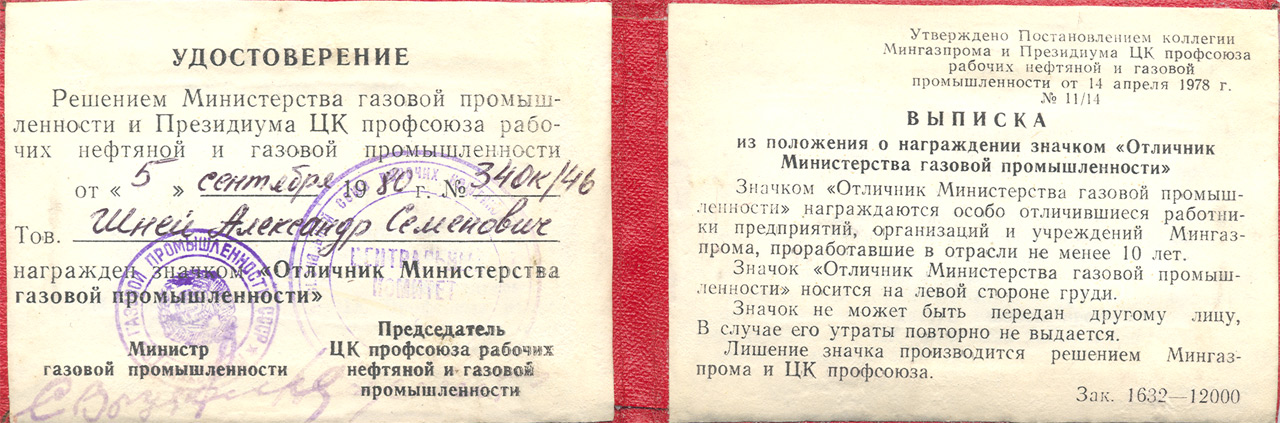 УДОСТОВЕРЕНИЕ
Решением Министерства газовой промыш-
ленности и Президиума ЦК профсоюза рабо-
чих нефтяной и газовой промышленности
от « 5 » сентября 1980 г. № 340к/46
Тов. Шней Александр Семенович
награжден значком «Отличник Министерства
газовой промышленности»
Министр
газовой промышленности
Председатель
ЦК профсоюза рабочих
нефтяной и газовой
промышленности
ГАЗОВОЙ ПРОМЫШЛЕННОСТИ СССР
ЦЕНТРАЛЬНЫЙ
КОМИТЕТ
Утверждено Постановлением коллегии
Мингазпрома и Президиума ЦК профсоюза
рабочих нефтяной и газовой
промышленности от 14 апреля 1978 г.
№ 11/14
ВЫПИСКА
из положения о награждении значком «Отличник
Министерства газовой промышленности»
Значком «Отличник Министерства газовой промыш-
ленности» награждаются особо отличившиеся работни-
ки предприятий, организаций и учреждений Мингаз-
прома, проработавшие в отрасли не менее 10 лет.
Значок «Отличник Министерства газовой промыш-
ленности» носится на левой стороне груди.
Значок не может быть передан другому лицу,
В случае его утраты повторно не выдается.
Лишение значка производится решением Мингаз-
прома и ЦК профсоюза.
Зак. 1632—12000